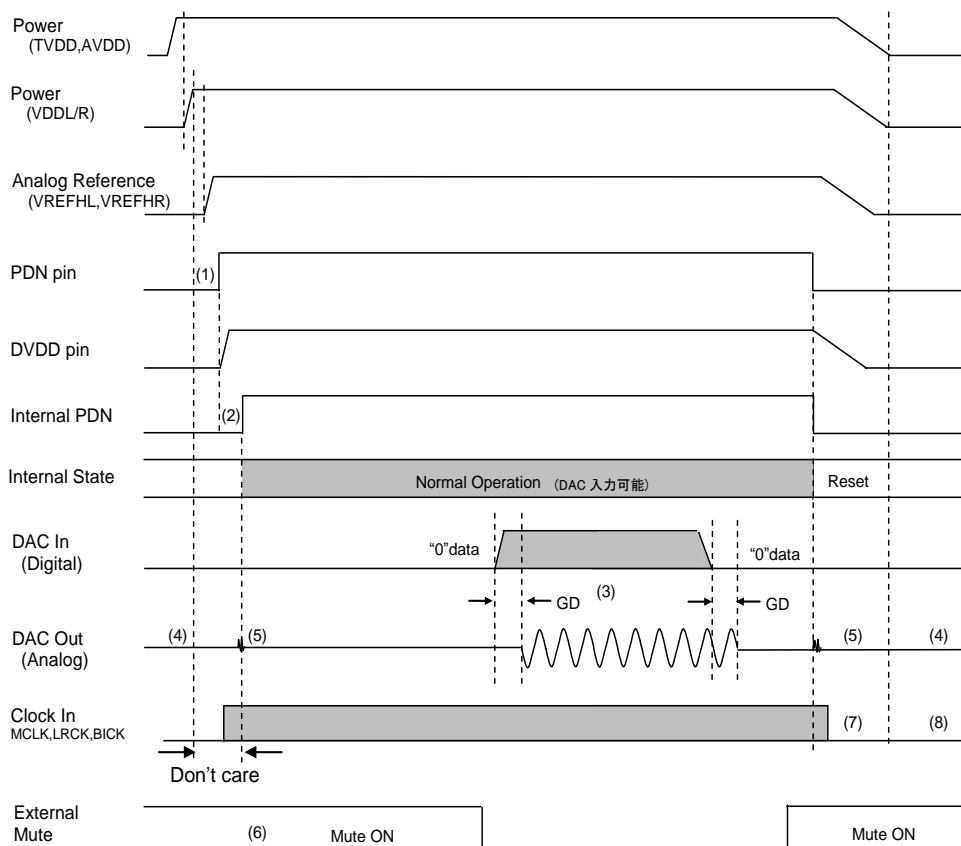 Power
(TVDD,AVDD)
Power
(VDDL/R)
Analog Reference
(VREFHL,VREFHR)
PDN pin
(1)
DVDD pin
Internal PDN
(2)
Internal State
Normal Operation (DAC 入力可能)
Reset
DAC In
(Digital)
“0”data
“0”data
GD
(3)
GD
DAC Out
(Analog)
(4)
(5)
(5)
(4)
Clock In
MCLK,LRCK,BICK
(7)
(8)
Don’t care
External
Mute
(6)
Mute ON
Mute ON